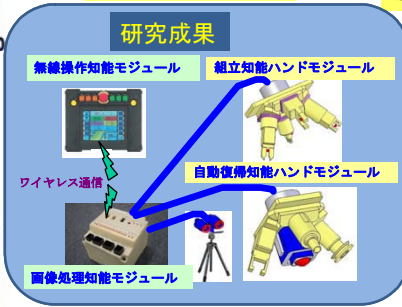 研究成果
無線操作知能モジュール
組立知能ハンドモジュール
自動復帰知能ハンドモジュール
ワイヤレス通信
画像処理知能モジュール